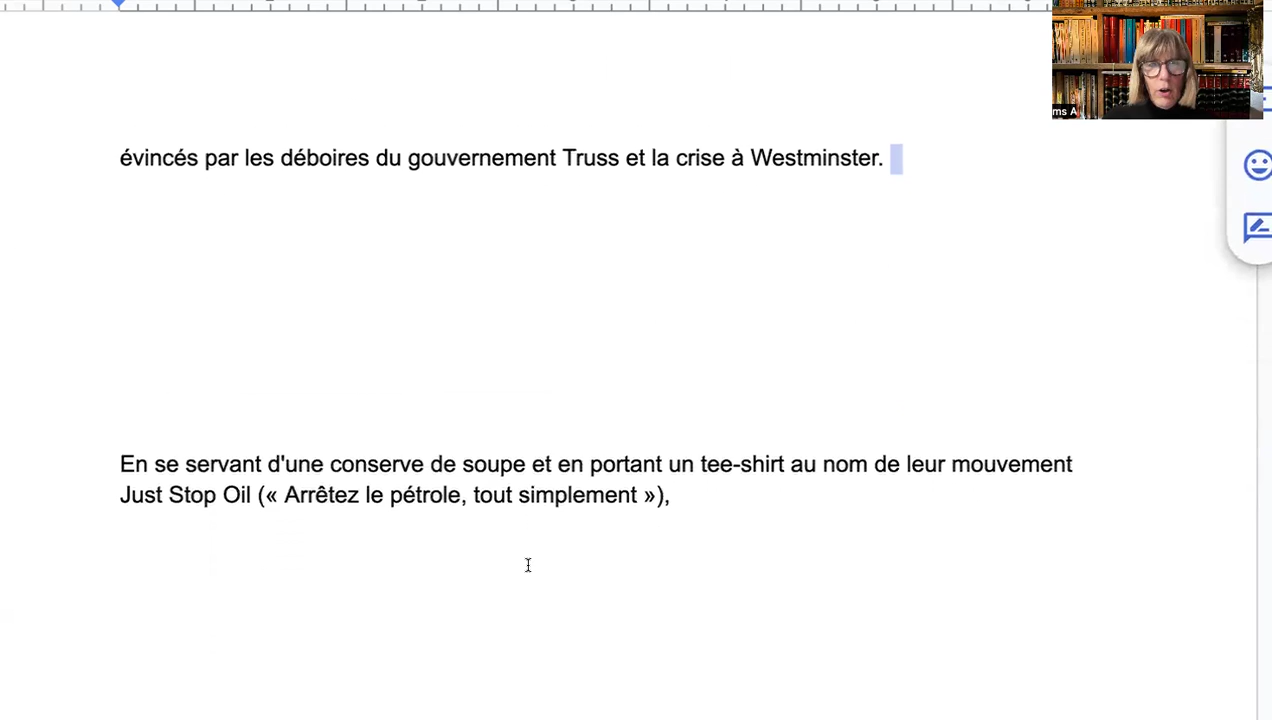 ms A
évincés par les déboires du gouvernement Truss et la crise à Westminster.
En se servant d'une conserve de soupe et en portant un tee-shirt au nom de leur mouvement
Just Stop Oil (« Arrêtez le pétrole, tout simplement »),